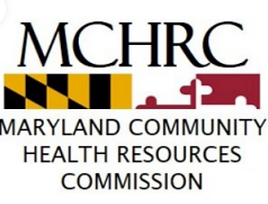 MCHRC
MARYLAND COMMUNITY
HEALTH RESOURCES
COMMISSION